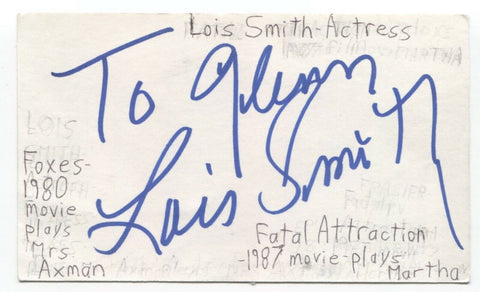 Lois Smith-Actress
To Glenn
Lois Smith
Foxes-
1980
movie
plays
Mrs
Axman
Fatal Attraction
-1987 movie-plays
Martha